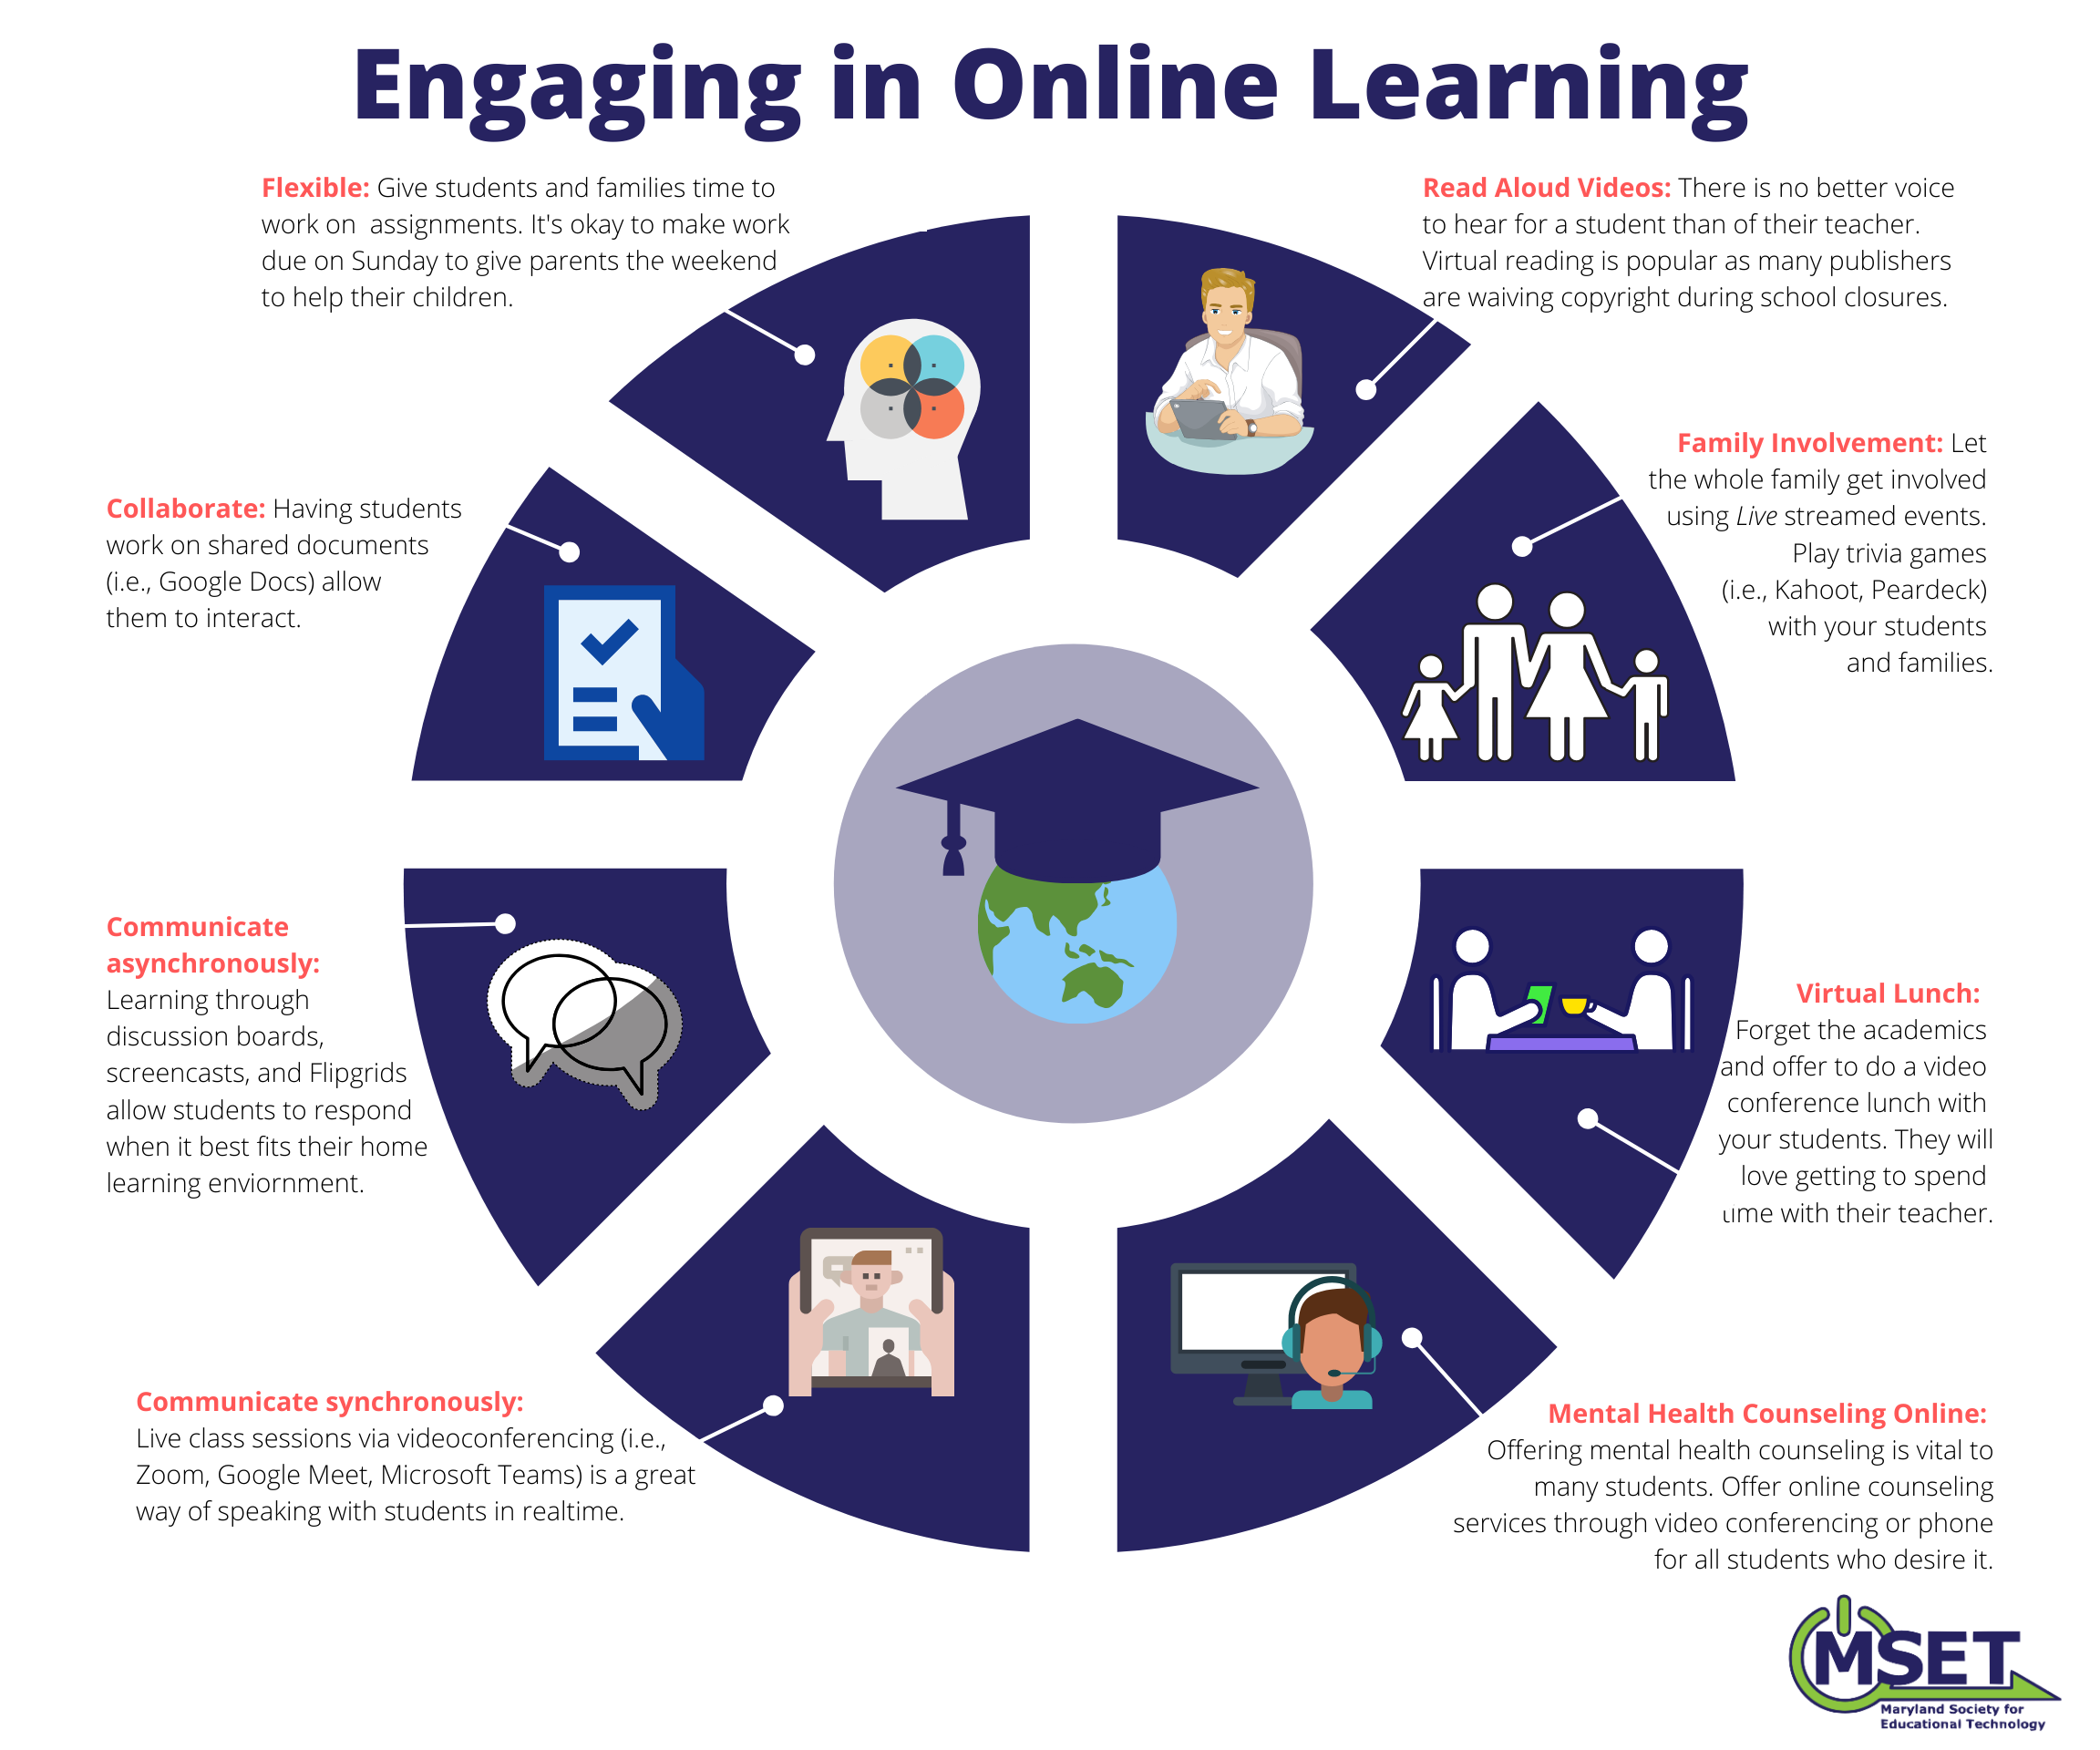 Engaging in Online Learning
Flexible: Give students and families time to
work on  assignments. It's okay to make work
due on Sunday to give parents the weekend
to help their children.
Read Aloud Videos: There is no better voice
to hear for a student than of their teacher.
Virtual reading is popular as many publishers
are waiving copyright during school closures.
Family Involvement: Let
the whole family get involved
using Live streamed events.
Play trivia games
(i.e., Kahoot, Peardeck)
with your students
and families.
Collaborate: Having students
work on shared documents
(i.e., Google Docs) allow
them to interact.
Communicate
asynchronously:
Learning through
discussion boards,
screencasts, and Flipgrids
allow students to respond
when it best fits their home
learning enviornment.
Virtual Lunch:
Forget the academics
and offer to do a video
conference lunch with
your students. They will
love getting to spend
time with their teacher.
Communicate synchronously:
Live class sessions via videoconferencing (i.e.,
Zoom, Google Meet, Microsoft Teams) is a great
way of speaking with students in realtime.
Mental Health Counseling Online:
Offering mental health counseling is vital to
many students. Offer online counseling
services through video conferencing or phone
for all students who desire it.
MSET
Maryland Society for
Educational Technology